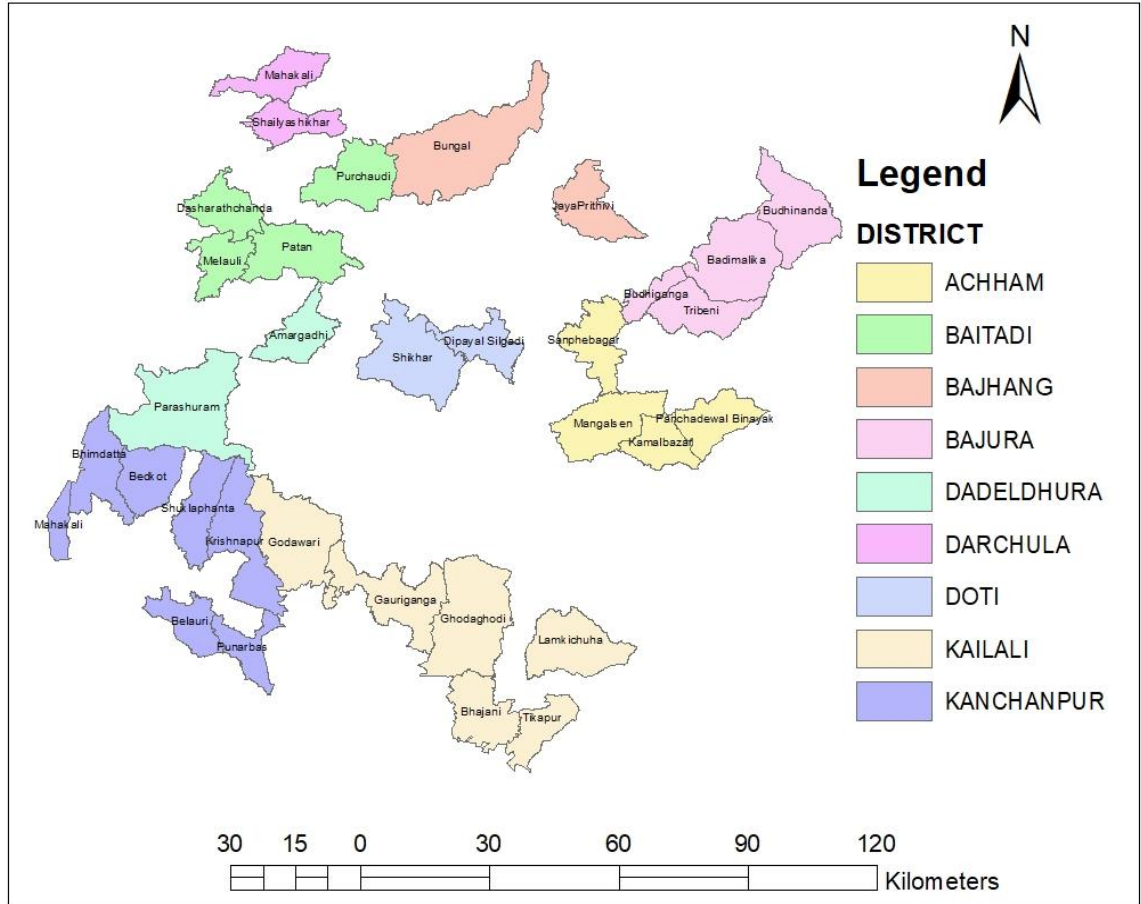 N
Mahakali
Shailyashikhar
Bungal
Purchaudi
JayaPrithivi
Dasharathchanda
Budhinanda
Patan
Melauli
Badimalika
Budhiganga
Tribeni
Amargadhi
Sanphebagar
Dipayal Silgadi
Shikhar
Parashuram
Mangalsen
Panchadewal Binayak
Kamalbazar
Bhimdatta
Bedkot
Shuklaphanta
Mahakali
Krishnapur
Godawari
Gauriganga
Ghodaghodi
Belauri
Punarbas
Lamkichuha
Bhajani
Tikapur
Legend
DISTRICT
ACHHAM
BAITADI
BAJHANG
BAJURA
DADELDHURA
DARCHULA
DOTI
KAILALI
KANCHANPUR
30 15 0 30 60 90 120
Kilometers